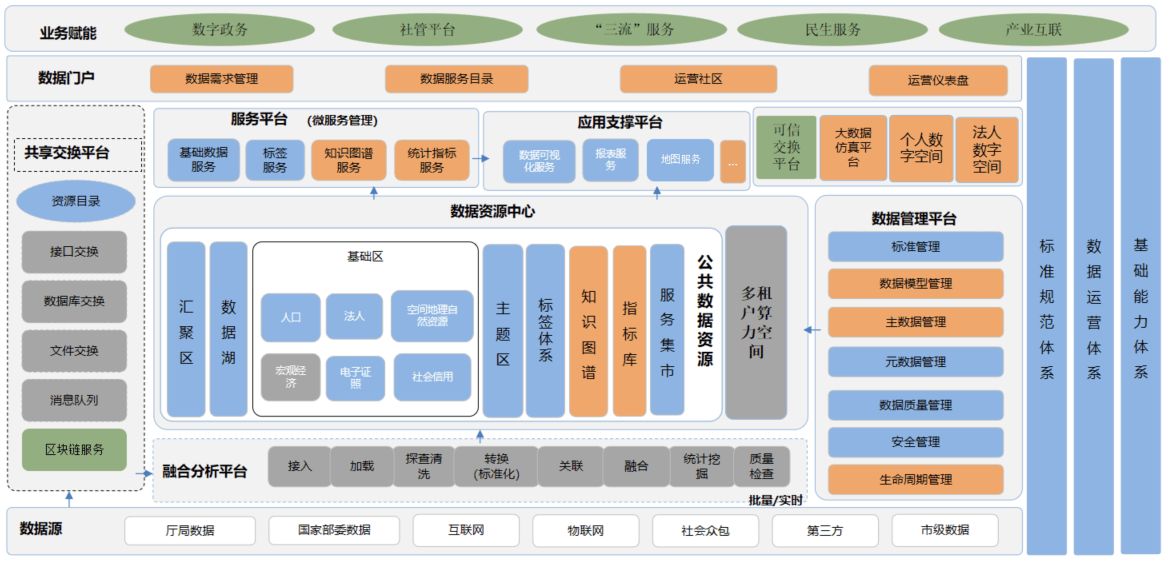 业务赋能
数字政务
社管平台
“三流”服务
民生服务
产业互联
数据门户
数据需求管理
数据服务目录
运营社区
运营仪表盘
共享交换平台
资源目录
接口交换
数据库交换
文件交换
消息队列
区块链服务
服务平台 (微服务管理)
基础数据
服务
标签
服务
知识图谱
服务
统计指标
服务
应用支撑平台
数据可视
化服务
报表服
务
地图服务
...
可信
交换
平台
大数据
仿真平
台
个人数
字空间
法人
数字
空间
数据资源中心
汇聚区
数据湖
基础区
人口
法人
空间地理自
然资源
宏观经
济
电子证
照
社会信用
主题区
标签体系
知识图谱
指标库
服务集市
公共数据资源
多租
户算
力空
间
数据管理平台
标准管理
数据模型管理
主数据管理
元数据管理
数据质量管理
安全管理
生命周期管理
融合分析平台
接入
加载
探查清
洗
转换
(标准化)
关联
融合
统计挖
掘
质量
检查
批量/实时
数据源
厅局数据
国家部委数据
互联网
物联网
社会众包
第三方
市级数据
标准规范体系
数据运营体系
基础能力体系